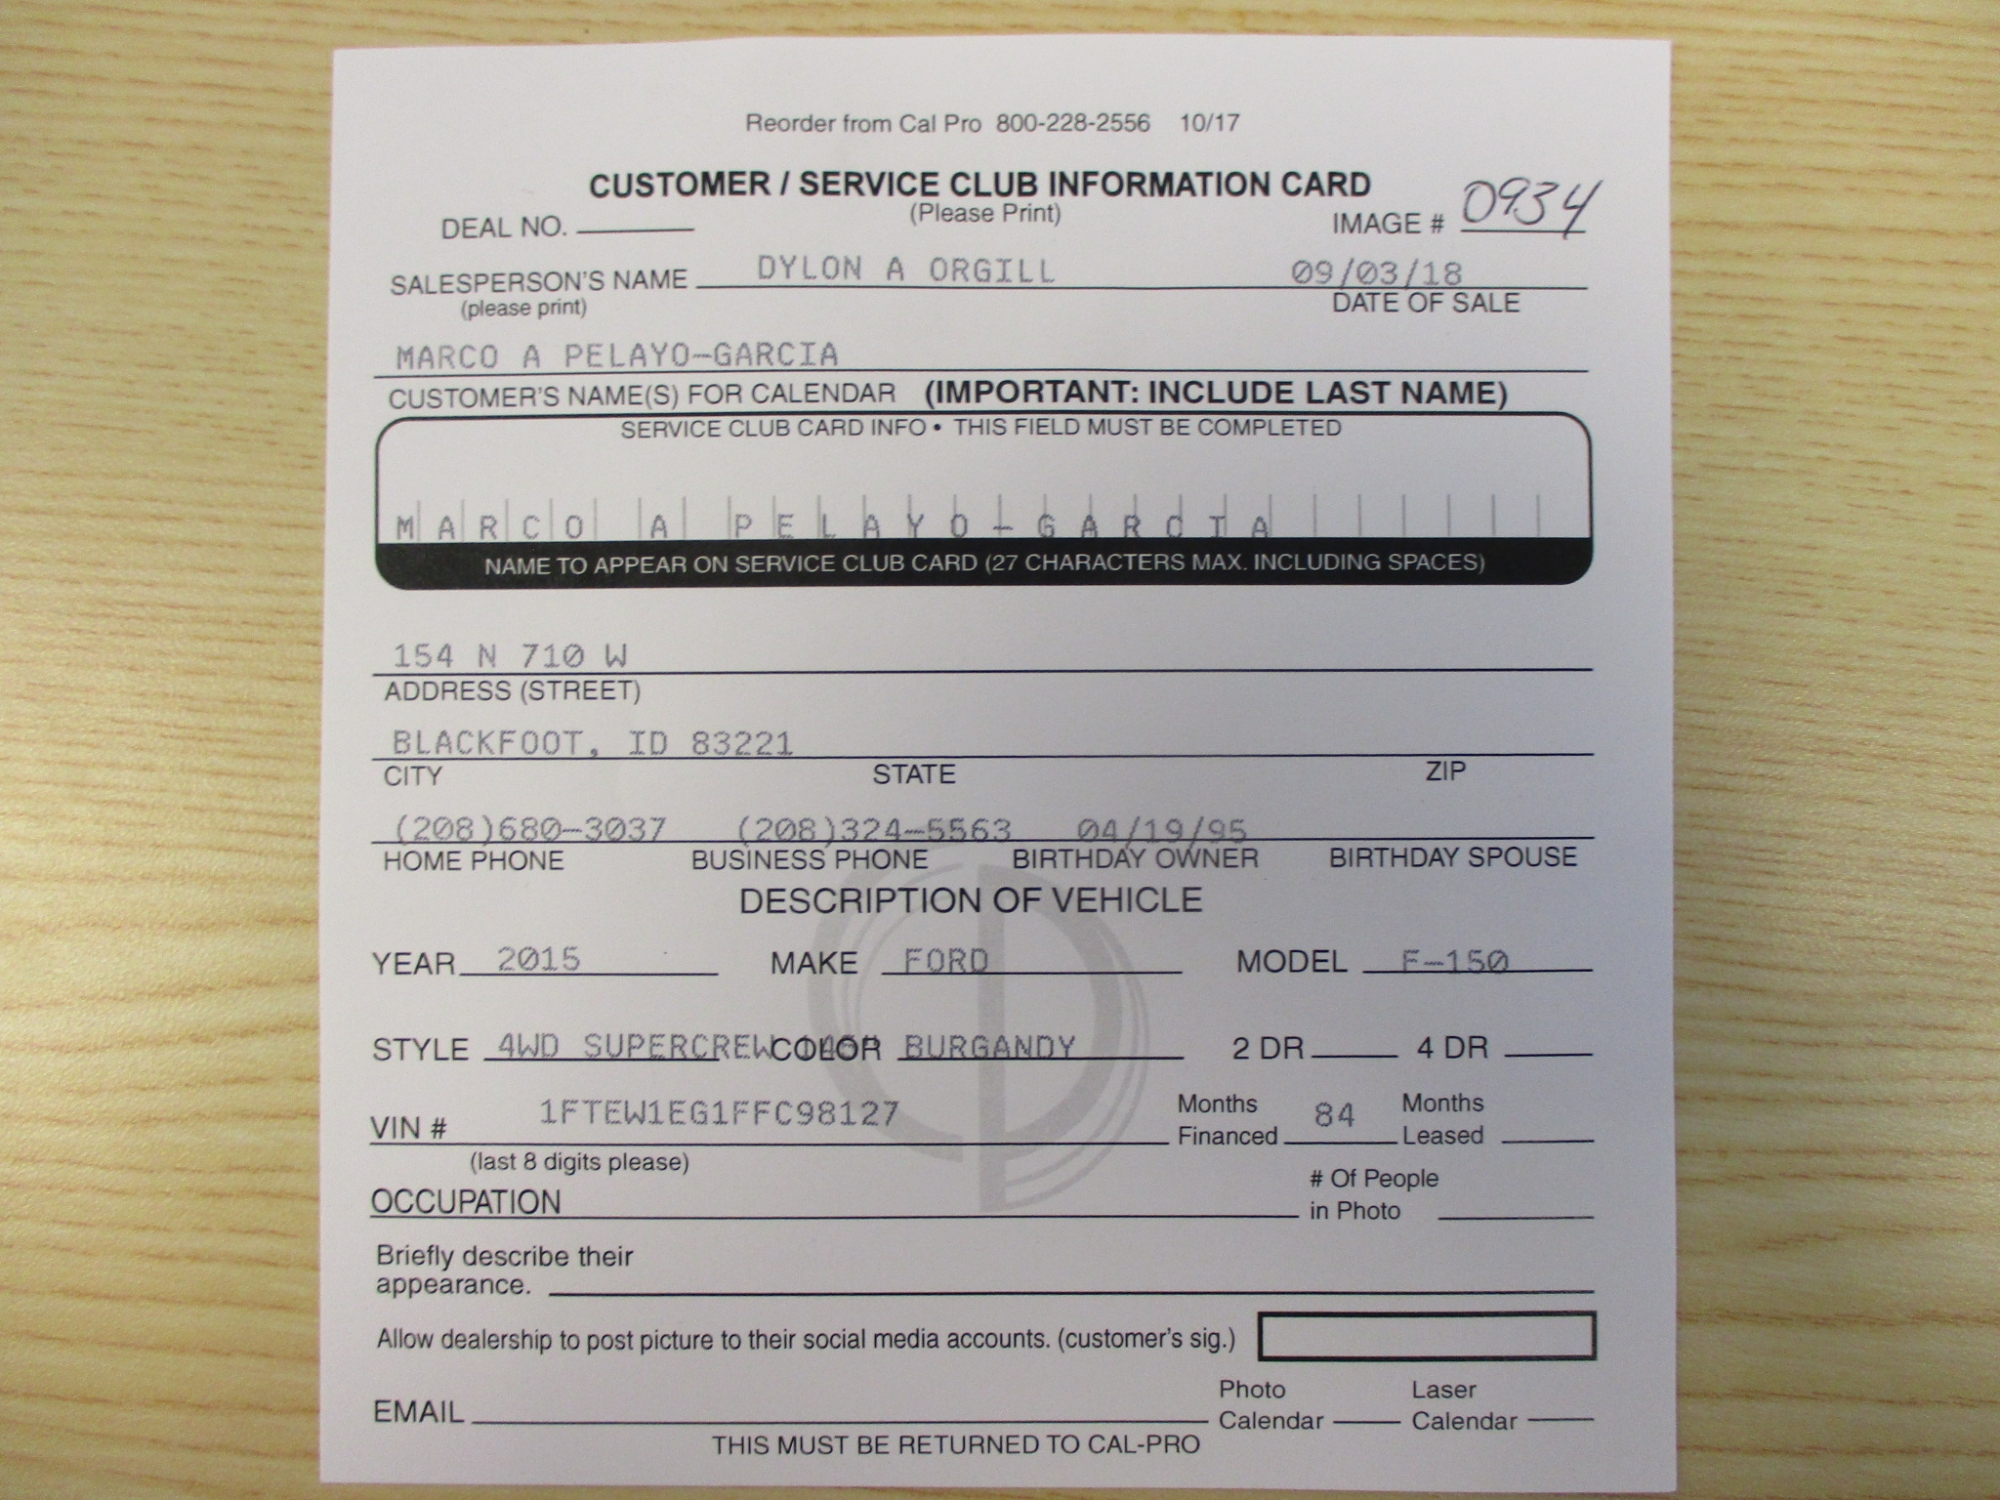 Reorder from Cal Pro 800-228-2556 10/17
CUSTOMER / SERVICE CLUB INFORMATION CARD
(Please Print)
DEAL NO. IMAGE # 0934
SALESPERSON'S NAME DYLON A ORGILL 09/03/18
(please print) DATE OF SALE
MARCO A PELAYO-GARCIA
CUSTOMER'S NAME(S) FOR CALENDAR (IMPORTANT: INCLUDE LAST NAME)
SERVICE CLUB CARD INFO • THIS FIELD MUST BE COMPLETED
MARCO A PELAYO-GARCIA
NAME TO APPEAR ON SERVICE CLUB CARD (27 CHARACTERS MAX. INCLUDING SPACES)
154 N 710 W
ADDRESS (STREET)
BLACKFOOT, ID 83221
CITY STATE ZIP
(208)680-3037 (208)324-5563 04/19/95
HOME PHONE BUSINESS PHONE BIRTHDAY OWNER BIRTHDAY SPOUSE
DESCRIPTION OF VEHICLE
YEAR 2015 MAKE FORD MODEL F-150
STYLE 4WD SUPERCREW COLOR BURGANDY 2 DR 4 DR
VIN # 1FTEW1EG1FFC98127 Months Financed 84 Months Leased
(last 8 digits please)
OCCUPATION # Of People in Photo
Briefly describe their
appearance.
Allow dealership to post picture to their social media accounts. (customer's sig.)
EMAIL Photo Calendar Laser Calendar
THIS MUST BE RETURNED TO CAL-PRO